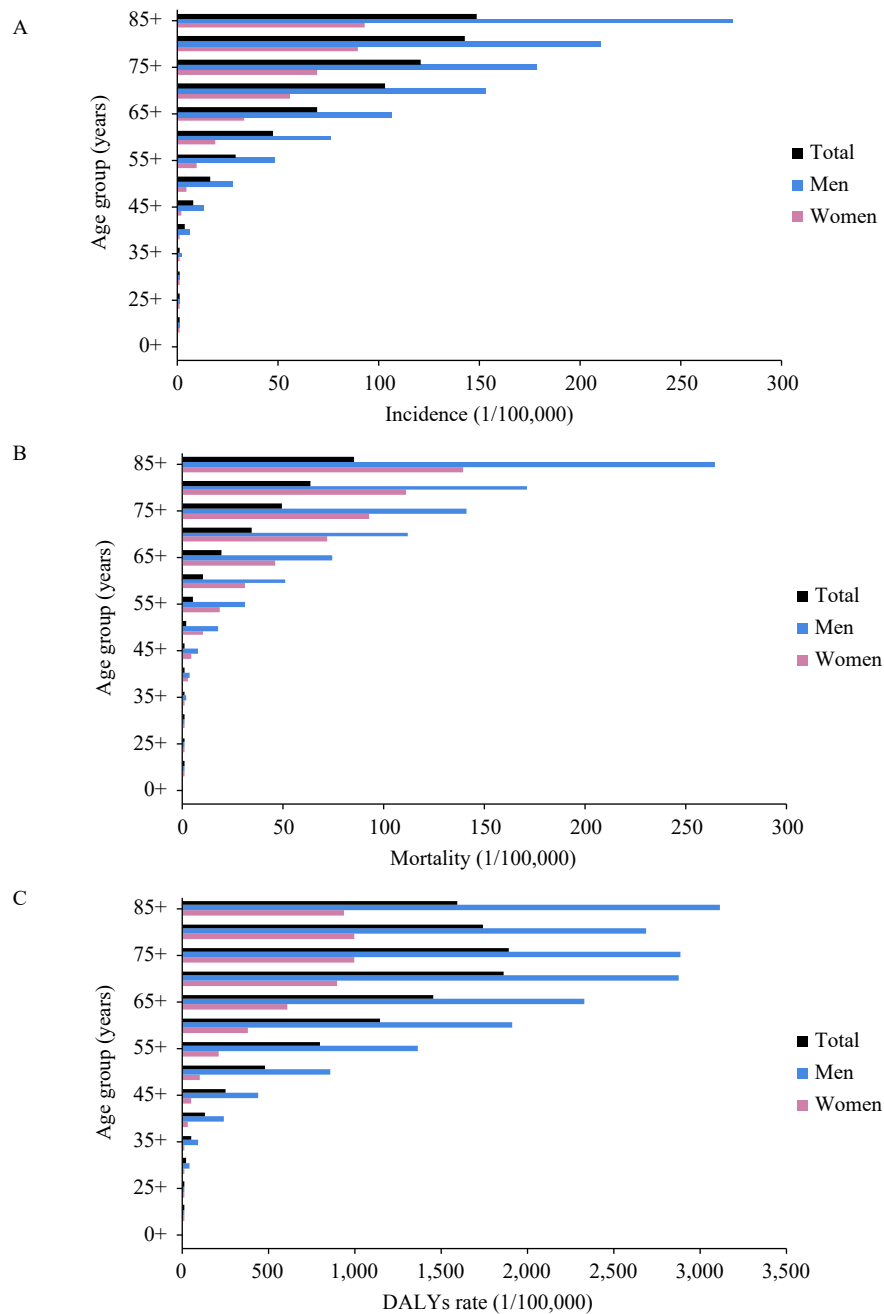 A
Age group (years)
85+
75+
65+
55+
45+
35+
25+
0+
0 50 100 150 200 250 300
Incidence (1/100,000)
Total
Men
Women
B
Age group (years)
85+
75+
65+
55+
45+
35+
25+
0+
0 50 100 150 200 250 300
Mortality (1/100,000)
Total
Men
Women
C
Age group (years)
85+
75+
65+
55+
45+
35+
25+
0+
0 500 1,000 1,500 2,000 2,500 3,000 3,500
DALYs rate (1/100,000)
Total
Men
Women